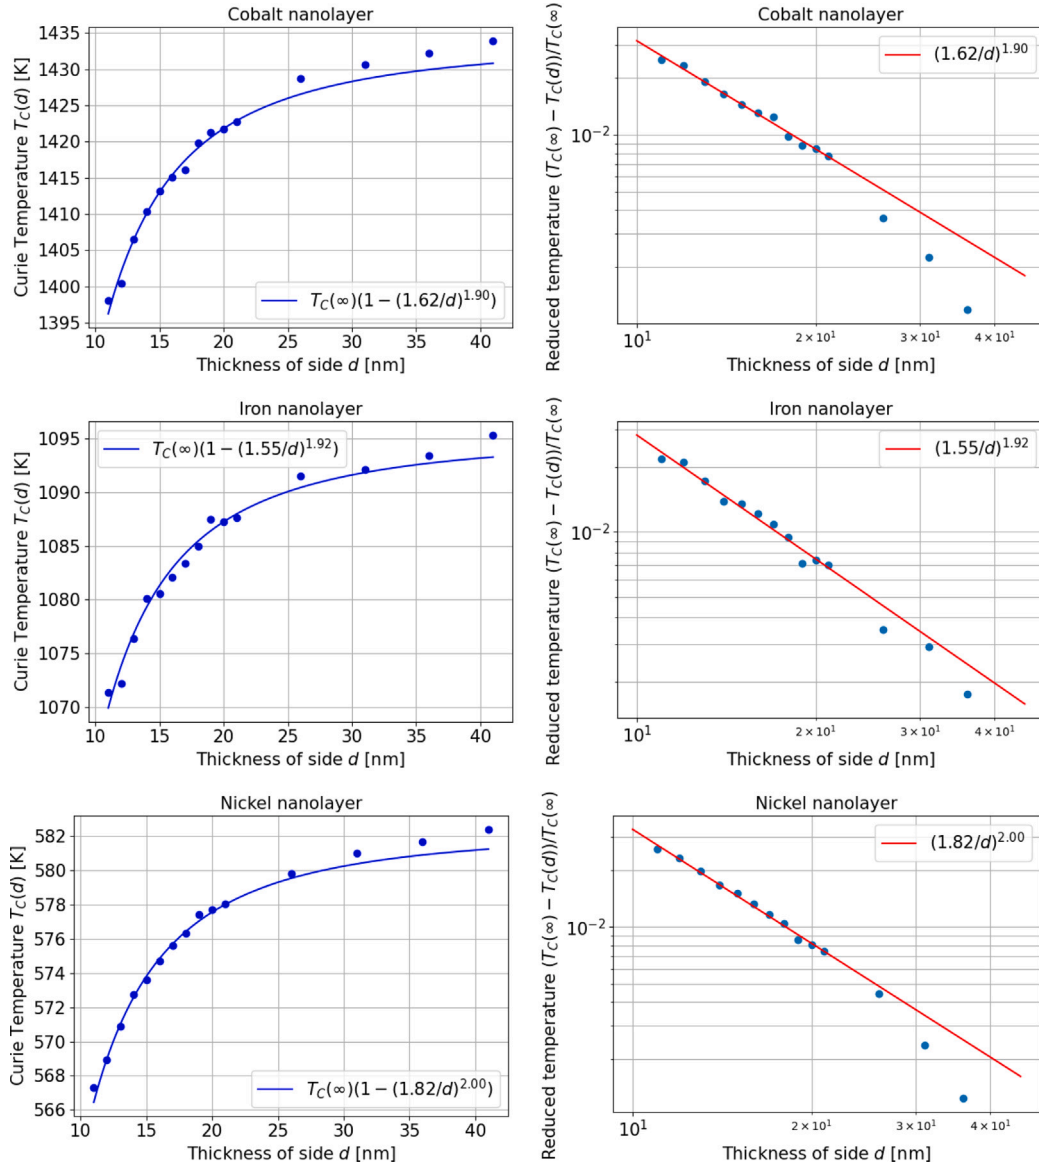 Cobalt nanolayer
Curie Temperature T_C(d) [K]
1435
1430
1425
1420
1415
1410
1405
1400
1395
T_C(∞)(1 − (1.62/d)^1.90)
10 15 20 25 30 35 40
Thickness of side d [nm]
Cobalt nanolayer
Reduced temperature (T_C(∞) − T_C(d))/T_C(∞)
10^−2
(1.62/d)^1.90
10^1 2 × 10^1 3 × 10^1 4 × 10^1
Thickness of side d [nm]
Iron nanolayer
Curie Temperature T_C(d) [K]
1095
1090
1085
1080
1075
1070
T_C(∞)(1 − (1.55/d)^1.92)
10 15 20 25 30 35 40
Thickness of side d [nm]
Iron nanolayer
Reduced temperature (T_C(∞) − T_C(d))/T_C(∞)
10^−2
(1.55/d)^1.92
10^1 2 × 10^1 3 × 10^1 4 × 10^1
Thickness of side d [nm]
Nickel nanolayer
Curie Temperature T_C(d) [K]
582
580
578
576
574
572
570
568
566
T_C(∞)(1 − (1.82/d)^2.00)
10 15 20 25 30 35 40
Thickness of side d [nm]
Nickel nanolayer
Reduced temperature (T_C(∞) − T_C(d))/T_C(∞)
10^−2
(1.82/d)^2.00
10^1 2 × 10^1 3 × 10^1 4 × 10^1
Thickness of side d [nm]